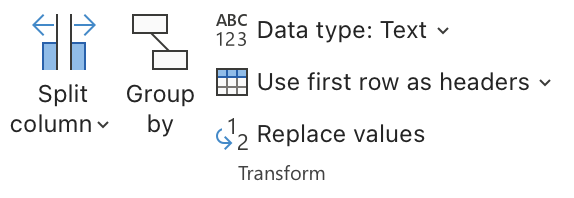 Split
column
Group
by
ABC
123
Data type: Text
Use first row as headers
1
2
Replace values
Transform